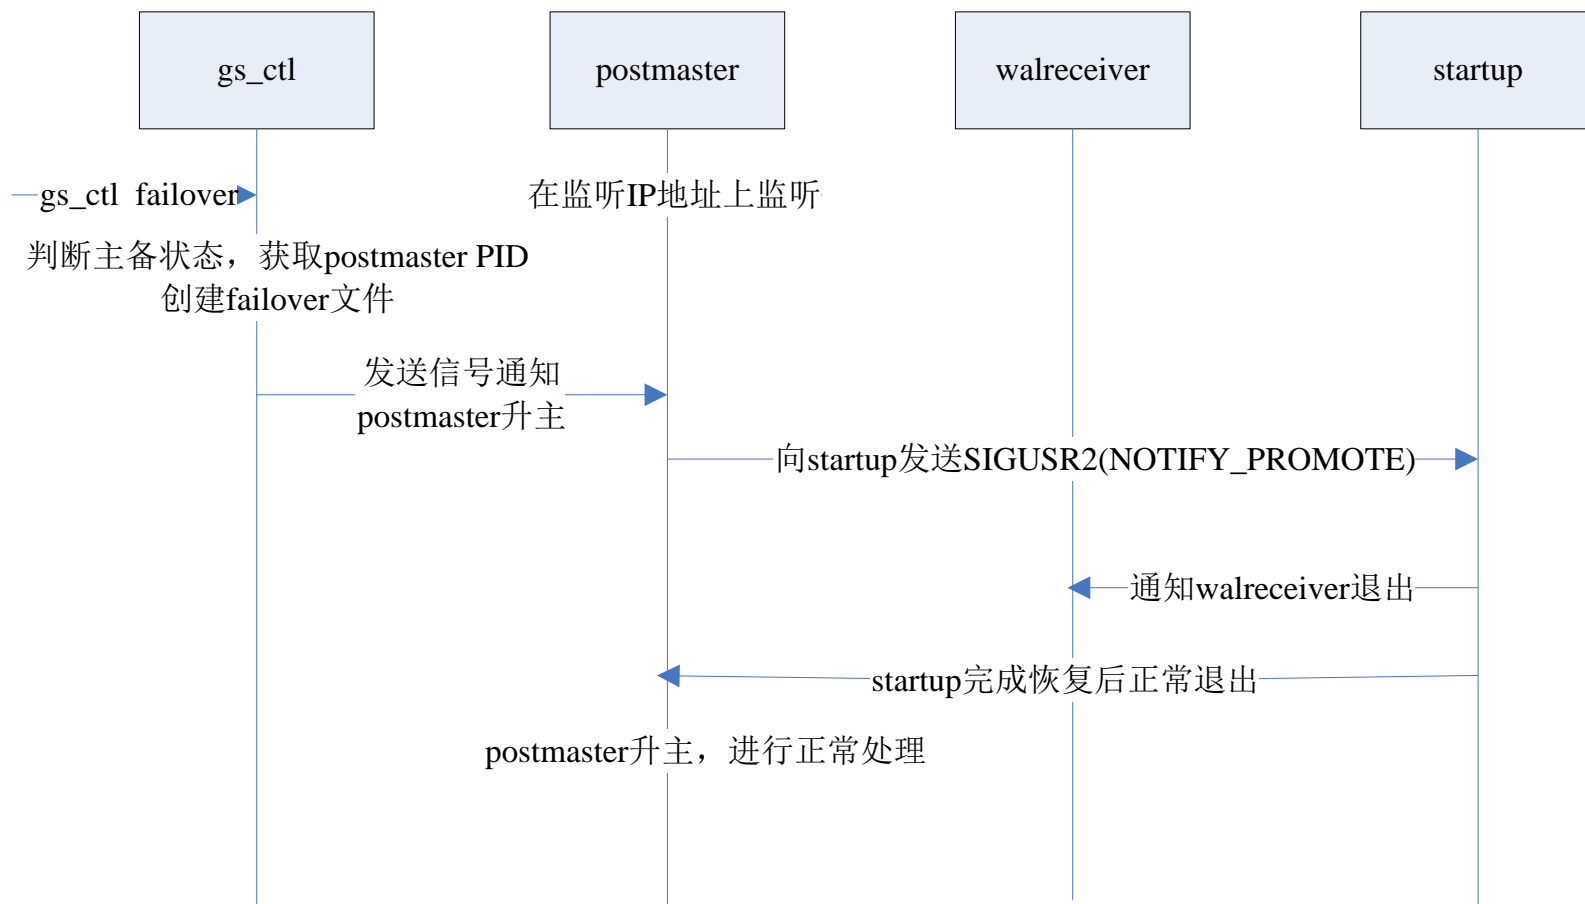 gs_ctl
postmaster
walreceiver
startup
gs_ctl failover
在监听IP地址上监听
判断主备状态，获取postmaster PID
创建failover文件
发送信号通知
postmaster升主
向startup发送SIGUSR2(NOTIFY_PROMOTE)
通知walreceiver退出
startup完成恢复后正常退出
postmaster升主，进行正常处理